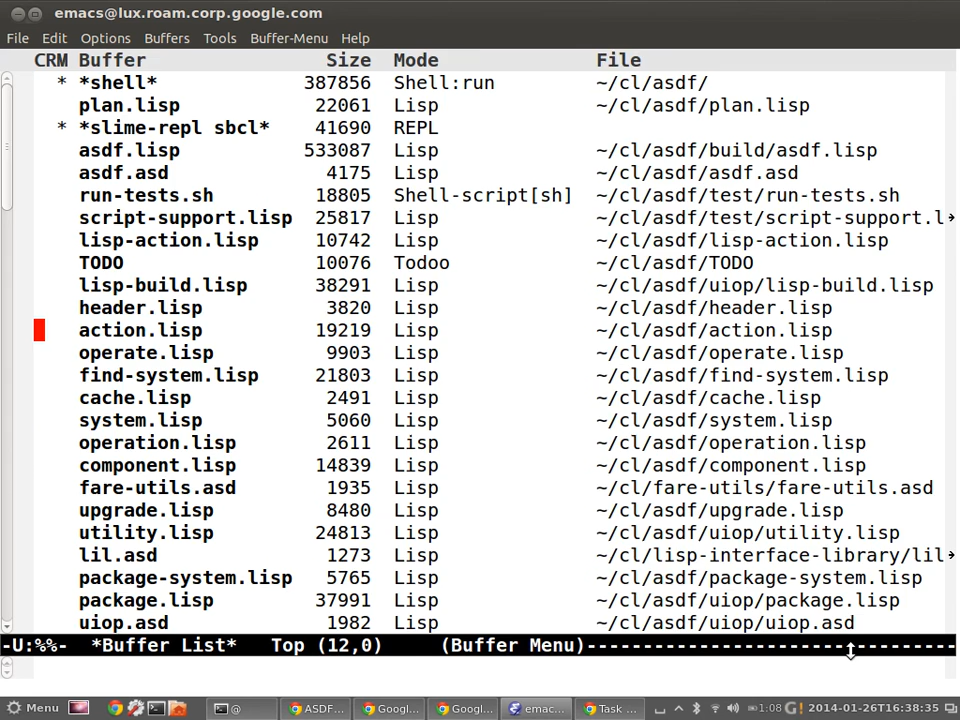 emacs@lux.roam.corp.google.com
File Edit Options Buffers Tools Buffer-Menu Help
CRM Buffer Size Mode File
* *shell* 387856 Shell:run ~/cl/asdf/
plan.lisp 22061 Lisp ~/cl/asdf/plan.lisp
* *slime-repl sbcl* 41690 REPL
asdf.lisp 533087 Lisp ~/cl/asdf/build/asdf.lisp
asdf.asd 4175 Lisp ~/cl/asdf/asdf.asd
run-tests.sh 18805 Shell-script[sh] ~/cl/asdf/test/run-tests.sh
script-support.lisp 25817 Lisp ~/cl/asdf/test/script-support.l
lisp-action.lisp 10742 Lisp ~/cl/asdf/lisp-action.lisp
TODO 10076 Todoo ~/cl/asdf/TODO
lisp-build.lisp 38291 Lisp ~/cl/asdf/uiop/lisp-build.lisp
header.lisp 3820 Lisp ~/cl/asdf/header.lisp
action.lisp 19219 Lisp ~/cl/asdf/action.lisp
operate.lisp 9903 Lisp ~/cl/asdf/operate.lisp
find-system.lisp 21803 Lisp ~/cl/asdf/find-system.lisp
cache.lisp 2491 Lisp ~/cl/asdf/cache.lisp
system.lisp 5060 Lisp ~/cl/asdf/system.lisp
operation.lisp 2611 Lisp ~/cl/asdf/operation.lisp
component.lisp 14839 Lisp ~/cl/asdf/component.lisp
fare-utils.asd 1935 Lisp ~/cl/fare-utils/fare-utils.asd
upgrade.lisp 8480 Lisp ~/cl/asdf/upgrade.lisp
utility.lisp 24813 Lisp ~/cl/asdf/uiop/utility.lisp
lil.asd 1273 Lisp ~/cl/lisp-interface-library/lil
package-system.lisp 5765 Lisp ~/cl/asdf/package-system.lisp
package.lisp 37991 Lisp ~/cl/asdf/uiop/package.lisp
uiop.asd 1982 Lisp ~/cl/asdf/uiop/uiop.asd
-U:%%- *Buffer List* Top (12,0) (Buffer Menu)---------------------------------
Menu @ ASDF... Googl... Googl... emac... Task ... 1:08 2014-01-26T16:38:35